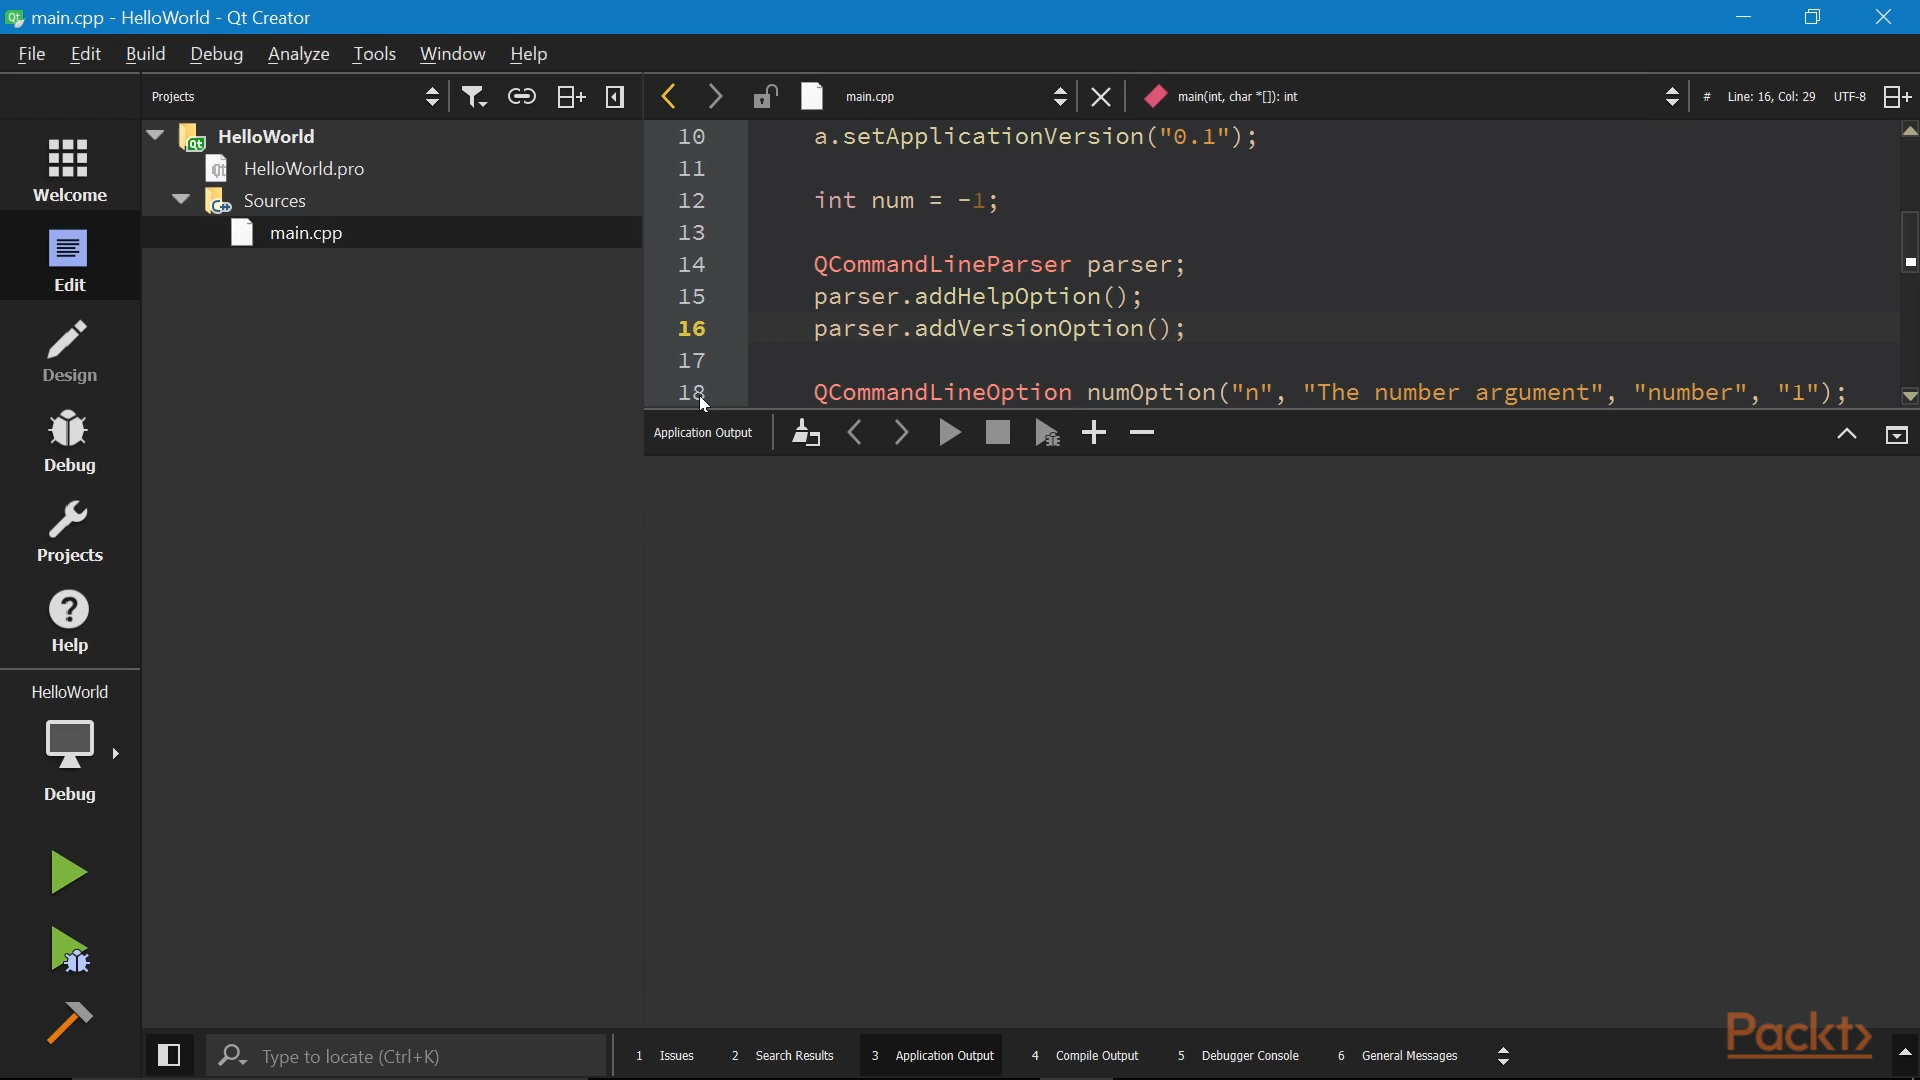 main.cpp - HelloWorld - Qt Creator
File Edit Build Debug Analyze Tools Window Help
Projects
main.cpp
main(int, char *[]): int
# Line: 16, Col: 29 UTF-8
HelloWorld
HelloWorld.pro
Sources
main.cpp
Welcome
Edit
Design
Debug
Projects
Help
HelloWorld
Debug
10 a.setApplicationVersion("0.1");
11
12 int num = -1;
13
14 QCommandLineParser parser;
15 parser.addHelpOption();
16 parser.addVersionOption();
17
18 QCommandLineOption numOption("n", "The number argument", "number", "1");
Application Output
Type to locate (Ctrl+K)
1 Issues 2 Search Results 3 Application Output 4 Compile Output 5 Debugger Console 6 General Messages
Packt>